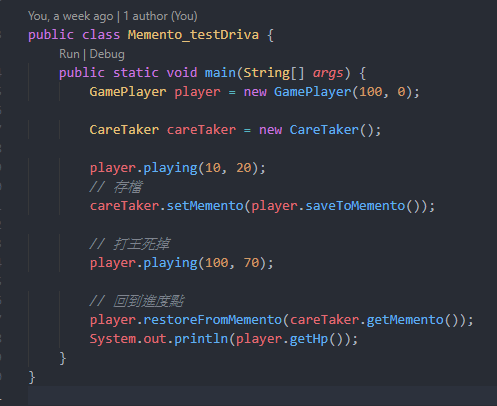 You, a week ago | 1 author (You)
public class Memento_testDriva {
Run | Debug
public static void main(String[] args) {
GamePlayer player = new GamePlayer(100, 0);
CareTaker careTaker = new CareTaker();
player.playing(10, 20);
// 存檔
careTaker.setMemento(player.saveToMemento());
// 打王死掉
player.playing(100, 70);
// 回到進度點
player.restoreFromMemento(careTaker.getMemento());
System.out.println(player.getHp());
}
}